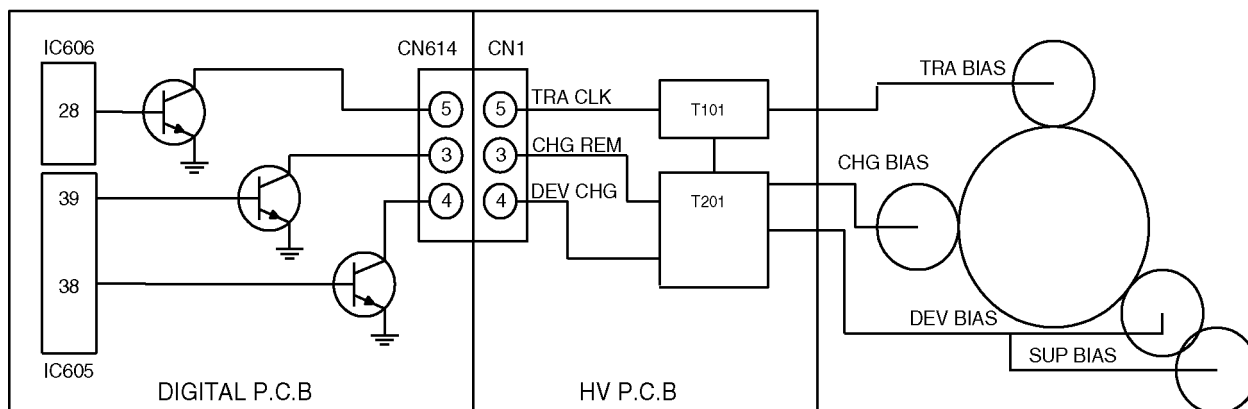 IC606
CN614
CN1
TRA BIAS
28
5
5
TRA CLK
T101
3
3
CHG REM
CHG BIAS
39
4
4
DEV CHG
T201
38
DEV BIAS
SUP BIAS
IC605
DIGITAL P.C.B
HV P.C.B